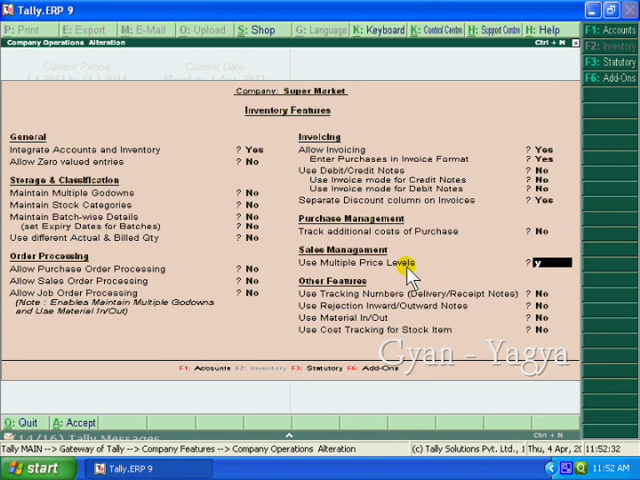 Tally.ERP 9
P: Print
E: Export
M: E-Mail
O: Upload
S: Shop
G: Language
K: Keyboard
K: Control Centre
H: Support Centre
H: Help
F1: Accounts
F2: Inventory
F3: Statutory
F6: Add-Ons
Company Operations Alteration
Ctrl + M
Current Period
Current Date
Company: Super Market
Inventory Features
General
Integrate Accounts and Inventory ? Yes
Allow Zero valued entries ? No
Storage & Classification
Maintain Multiple Godowns ? No
Maintain Stock Categories ? No
Maintain Batch-wise Details ? No
(set Expiry Dates for Batches) ? No
Use different Actual & Billed Qty ? No
Order Processing
Allow Purchase Order Processing ? No
Allow Sales Order Processing ? No
Allow Job Order Processing ? No
(Note : Enables Maintain Multiple Godowns
and Use Material In/Out)
Invoicing
Allow Invoicing ? Yes
Enter Purchases in Invoice Format ? Yes
Use Debit/Credit Notes ? No
Use Invoice mode for Credit Notes ? No
Use Invoice mode for Debit Notes ? No
Separate Discount column on Invoices ? Yes
Purchase Management
Track additional costs of Purchase ? No
Sales Management
Use Multiple Price Levels ? y
Other Features
Use Tracking Numbers (Delivery/Receipt Notes) ? No
Use Rejection Inward/Outward Notes ? No
Use Material In/Out ? No
Use Cost Tracking for Stock Item ? No
Gyan - Yagya
F1: Accounts F2: Inventory F3: Statutory F6: Add-Ons
Q: Quit
A: Accept
(14/16) Tally Messages
Ctrl + N
Tally MAIN --> Gateway of Tally --> Company Features --> Company Operations Alteration
(c) Tally Solutions Pvt. Ltd., 1
Thu, 4 Apr, 20
11:52:32
start
Tally.ERP 9
11:52 AM